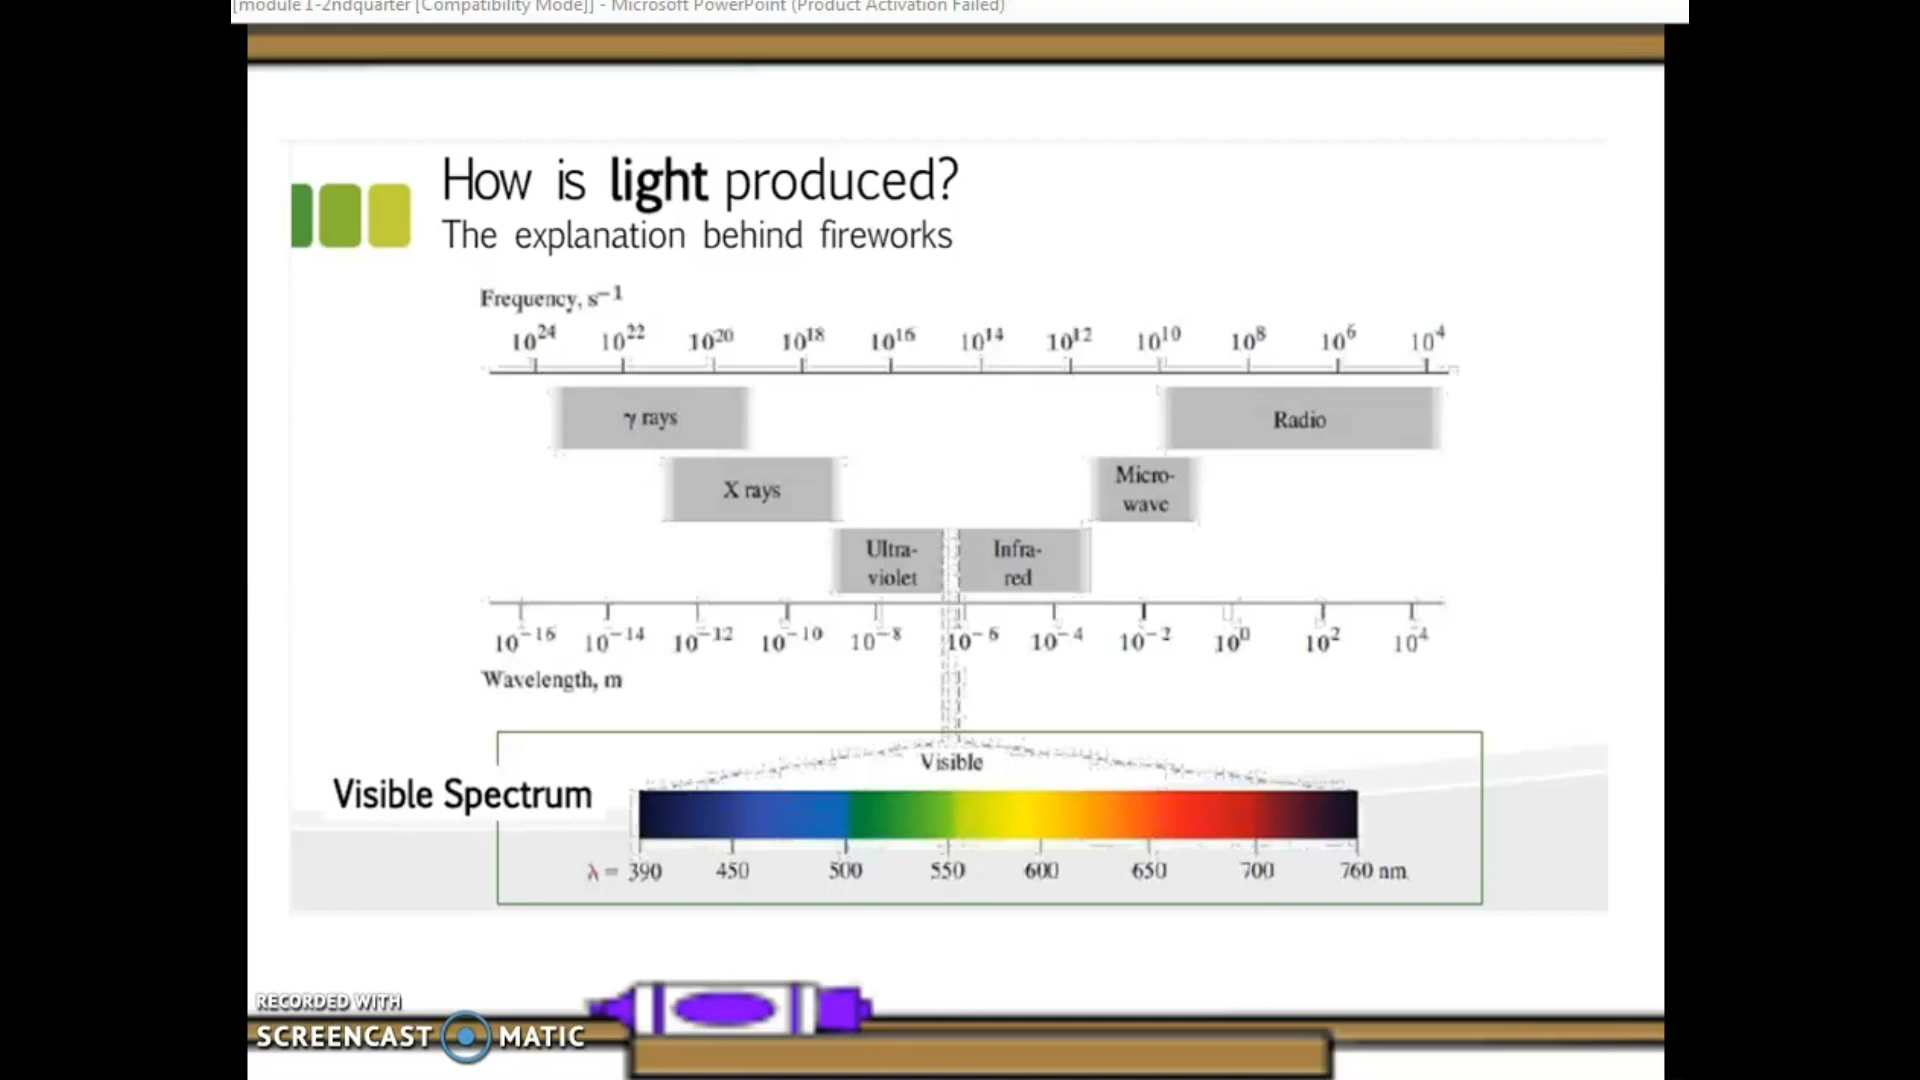 [module 1-2ndquarter [Compatibility Mode]] - Microsoft PowerPoint (Product Activation Failed)
How is light produced?
The explanation behind fireworks
Frequency, s⁻¹
10²⁴ 10²² 10²⁰ 10¹⁸ 10¹⁶ 10¹⁴ 10¹² 10¹⁰ 10⁸ 10⁶ 10⁴
γ rays
Radio
X rays
Micro-
wave
Ultra-
violet
Infra-
red
10⁻¹⁶ 10⁻¹⁴ 10⁻¹² 10⁻¹⁰ 10⁻⁸ 10⁻⁶ 10⁻⁴ 10⁻² 10⁰ 10² 10⁴
Wavelength, m
Visible
Visible Spectrum
λ = 390 450 500 550 600 650 700 760 nm
RECORDED WITH
SCREENCAST MATIC